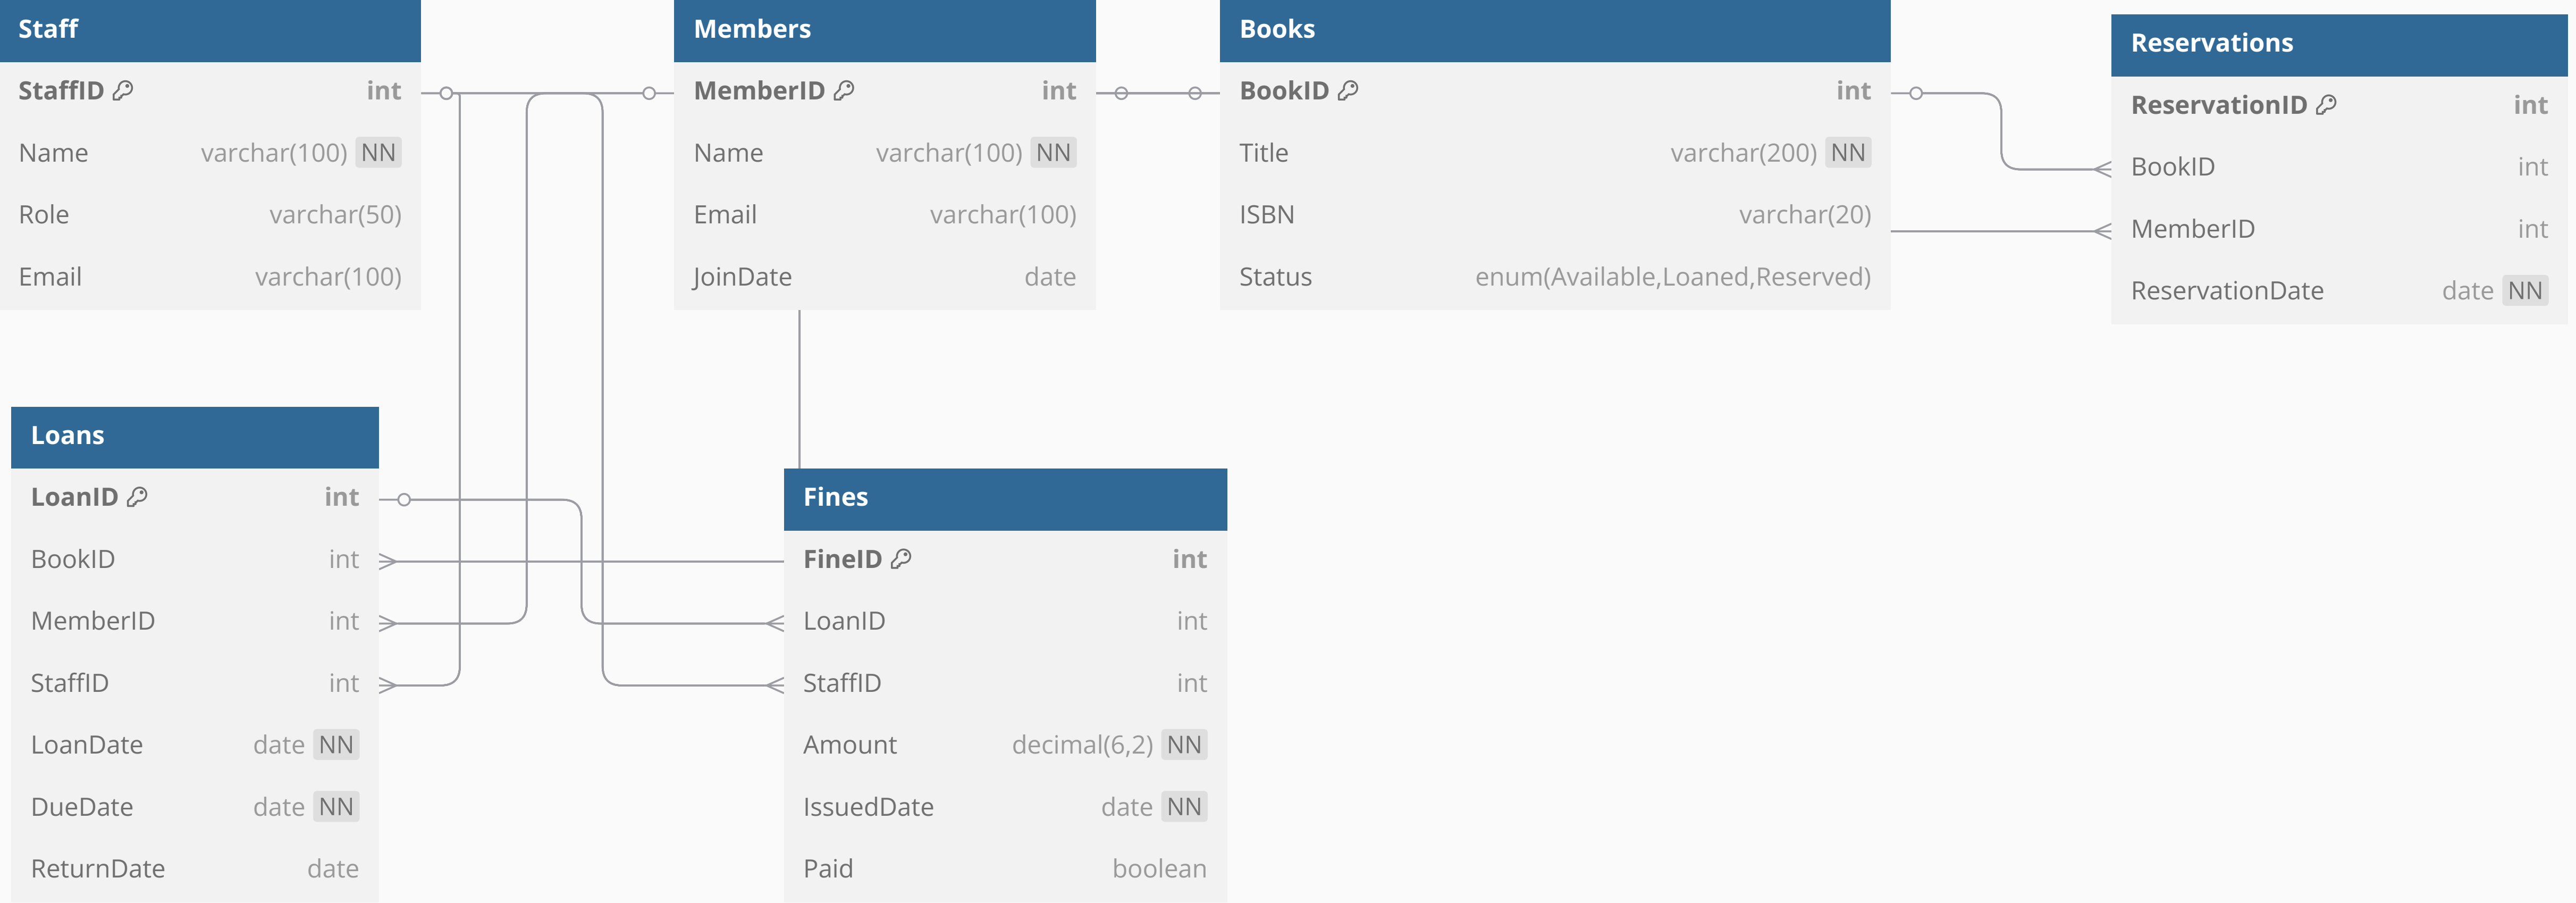 Staff
StaffID int
Name varchar(100) NN
Role varchar(50)
Email varchar(100)
Members
MemberID int
Name varchar(100) NN
Email varchar(100)
JoinDate date
Books
BookID int
Title varchar(200) NN
ISBN varchar(20)
Status enum(Available,Loaned,Reserved)
Reservations
ReservationID int
BookID int
MemberID int
ReservationDate date NN
Loans
LoanID int
BookID int
MemberID int
StaffID int
LoanDate date NN
DueDate date NN
ReturnDate date
Fines
FineID int
LoanID int
StaffID int
Amount decimal(6,2) NN
IssuedDate date NN
Paid boolean